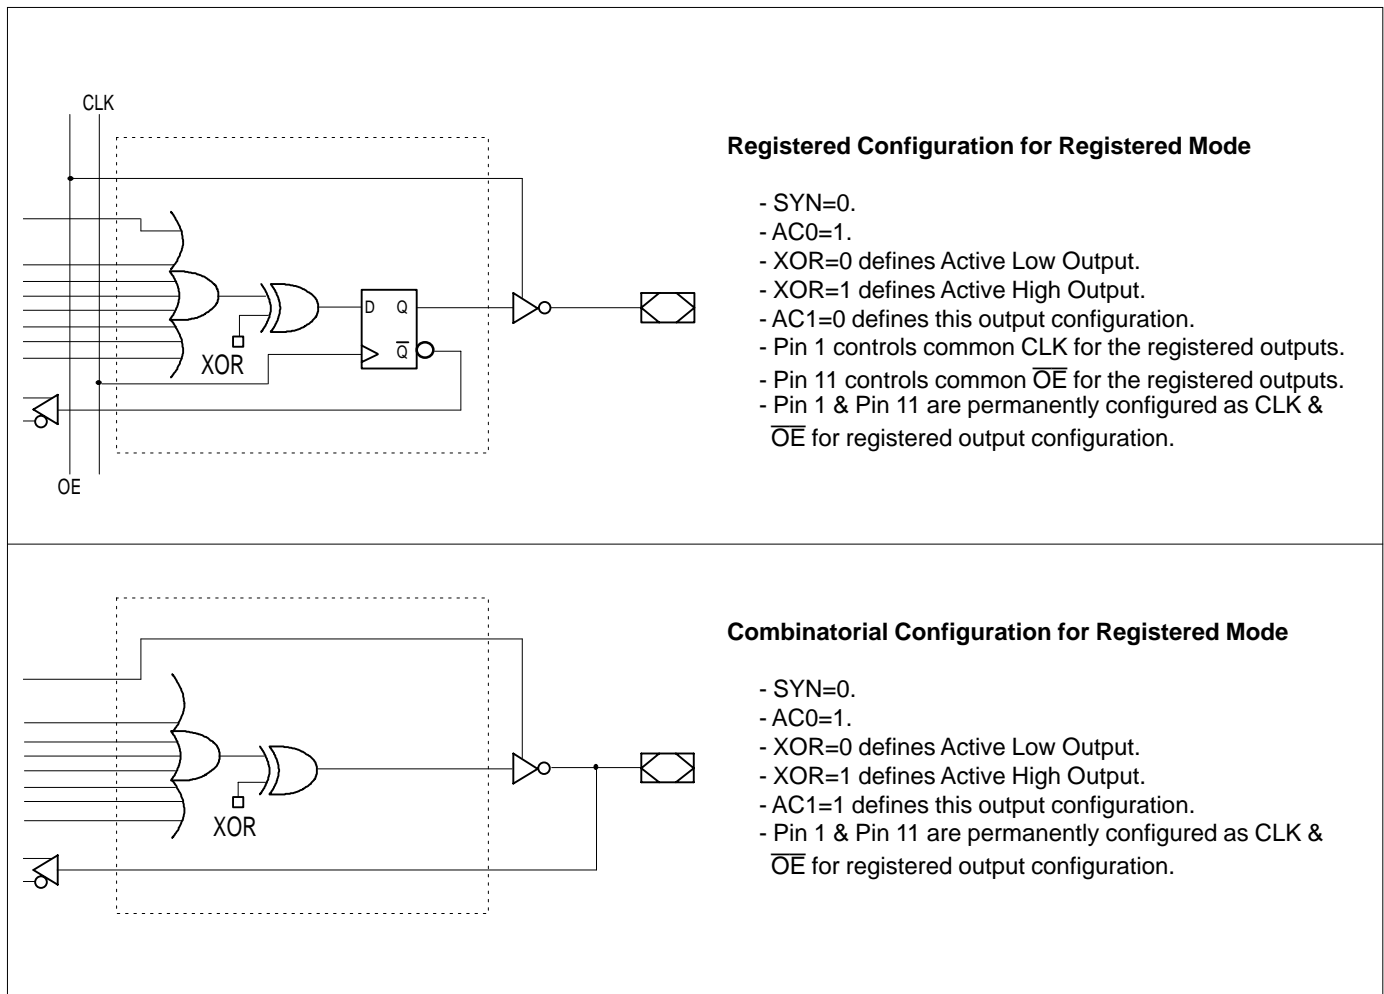 CLK
D Q
Q̅
XOR
OE
Registered Configuration for Registered Mode
- SYN=0.
- AC0=1.
- XOR=0 defines Active Low Output.
- XOR=1 defines Active High Output.
- AC1=0 defines this output configuration.
- Pin 1 controls common CLK for the registered outputs.
- Pin 11 controls common O̅E̅ for the registered outputs.
- Pin 1 & Pin 11 are permanently configured as CLK &
O̅E̅ for registered output configuration.
XOR
Combinatorial Configuration for Registered Mode
- SYN=0.
- AC0=1.
- XOR=0 defines Active Low Output.
- XOR=1 defines Active High Output.
- AC1=1 defines this output configuration.
- Pin 1 & Pin 11 are permanently configured as CLK &
O̅E̅ for registered output configuration.